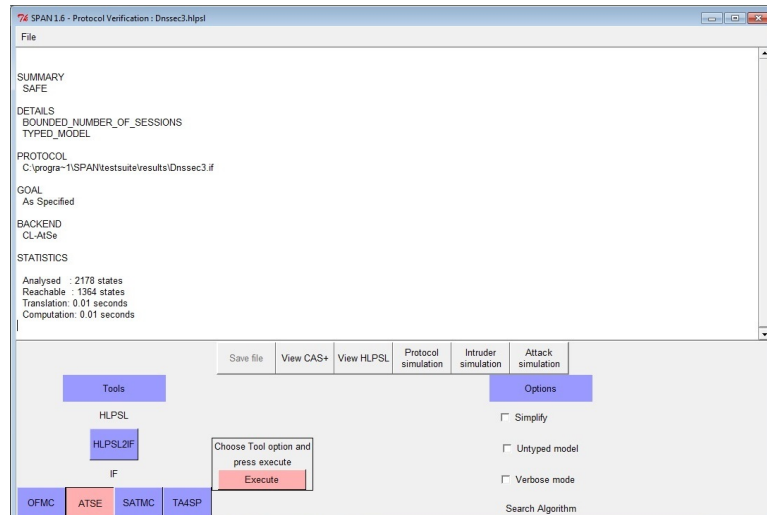 SPAN 1.6 - Protocol Verification : Dnssec3.hlpsl
File
SUMMARY
SAFE
DETAILS
BOUNDED_NUMBER_OF_SESSIONS
TYPED_MODEL
PROTOCOL
C:\progra~1\SPAN\testsuite\results\Dnssec3.if
GOAL
As Specified
BACKEND
CL-AtSe
STATISTICS
Analysed : 2178 states
Reachable : 1364 states
Translation: 0.01 seconds
Computation: 0.01 seconds
Save file
View CAS+
View HLPSL
Protocol
simulation
Intruder
simulation
Attack
simulation
Tools
Options
HLPSL
Simplify
HLPSL2IF
Choose Tool option and
press execute
Untyped model
IF
Execute
Verbose mode
OFMC
ATSE
SATMC
TA4SP
Search Algorithm